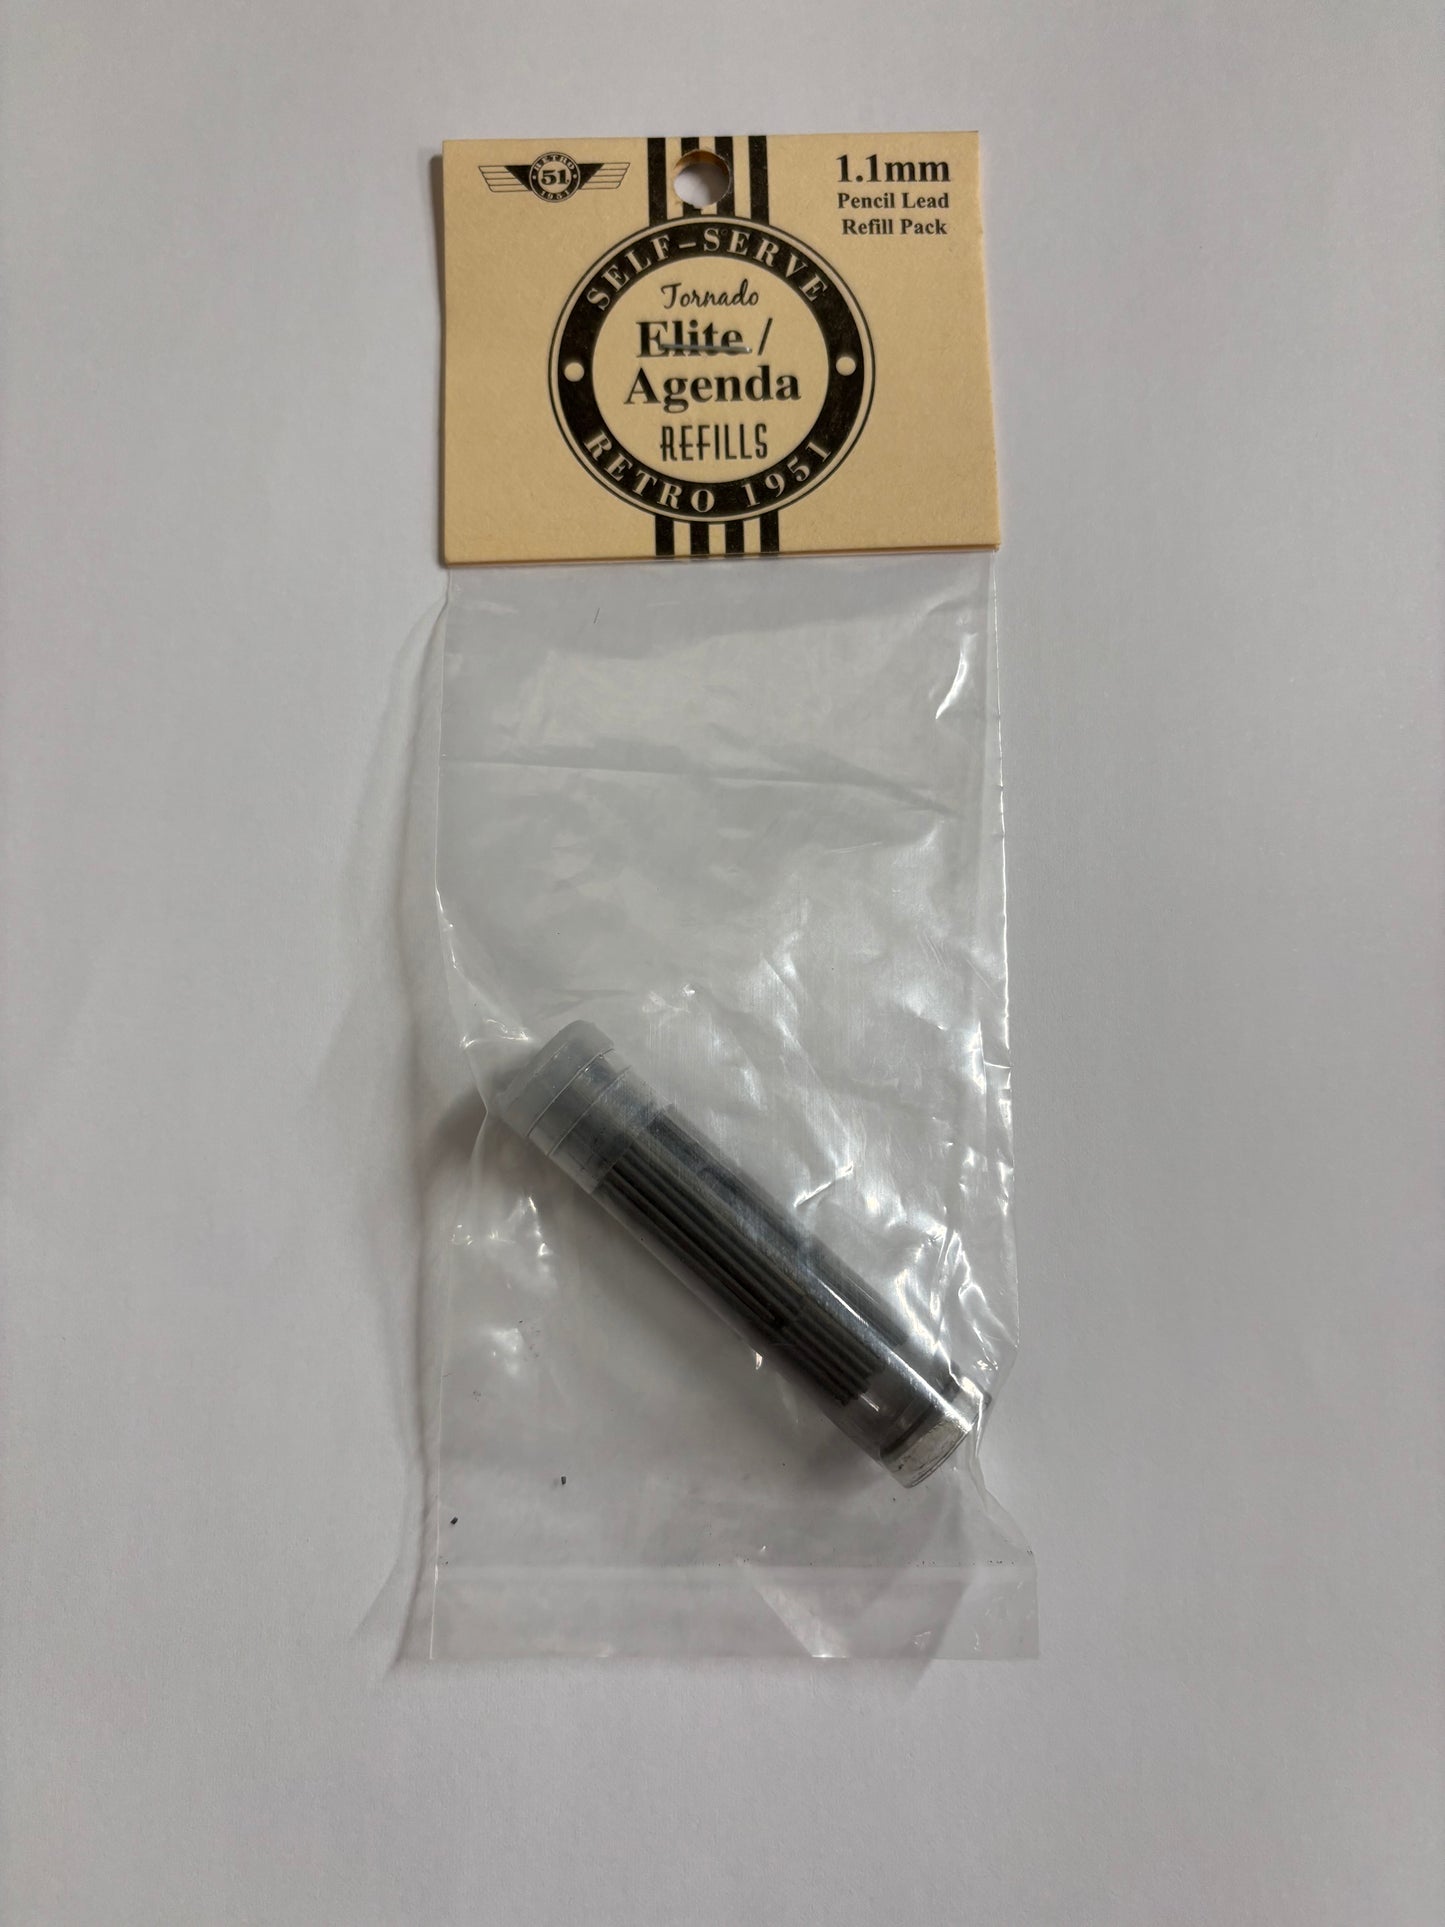 RETRO
51
1951
1.1mm
Pencil Lead
Refill Pack
SELF-SERVE
Tornado
Elite /
Agenda
REFILLS
RETRO 1951